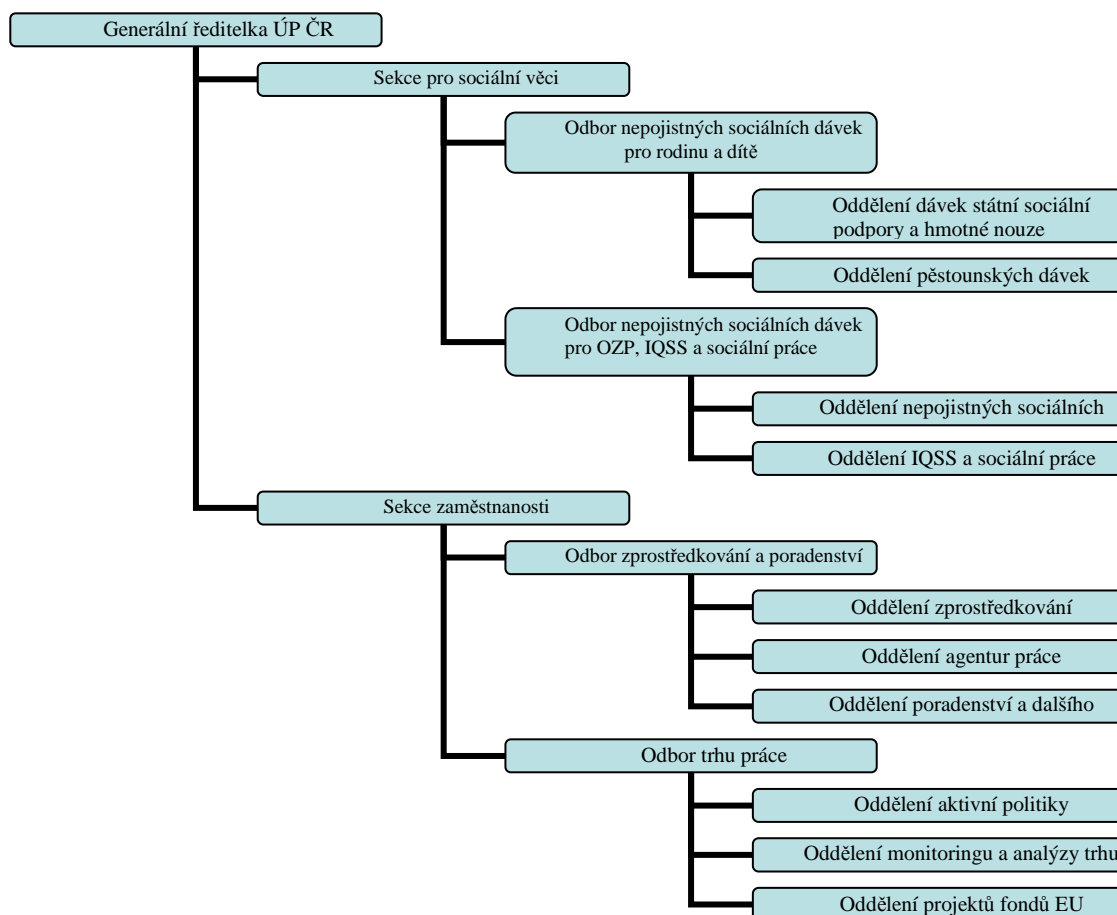 Generální ředitelka ÚP ČR
Sekce pro sociální věci
Odbor nepojistných sociálních dávek
pro rodinu a dítě
Oddělení dávek státní sociální
podpory a hmotné nouze
Oddělení pěstounských dávek
Odbor nepojistných sociálních dávek
pro OZP, IQSS a sociální práce
Oddělení nepojistných sociálních
Oddělení IQSS a sociální práce
Sekce zaměstnanosti
Odbor zprostředkování a poradenství
Oddělení zprostředkování
Oddělení agentur práce
Oddělení poradenství a dalšího
Odbor trhu práce
Oddělení aktivní politiky
Oddělení monitoringu a analýzy trhu
Oddělení projektů fondů EU